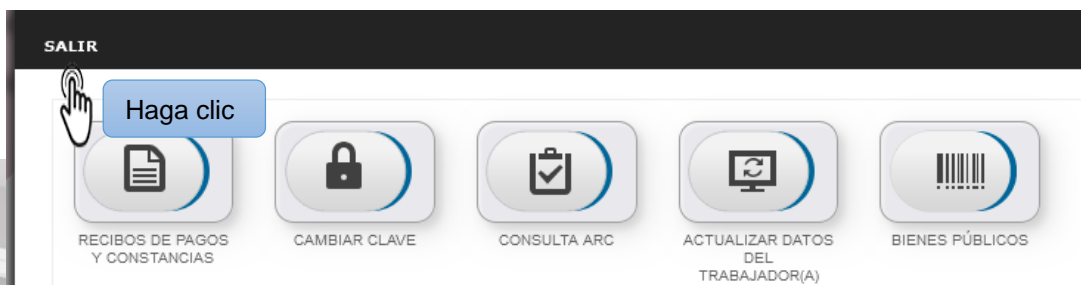 SALIR
Haga clic
RECIBOS DE PAGOS
Y CONSTANCIAS
CAMBIAR CLAVE
CONSULTA ARC
ACTUALIZAR DATOS
DEL
TRABAJADOR(A)
BIENES PÚBLICOS